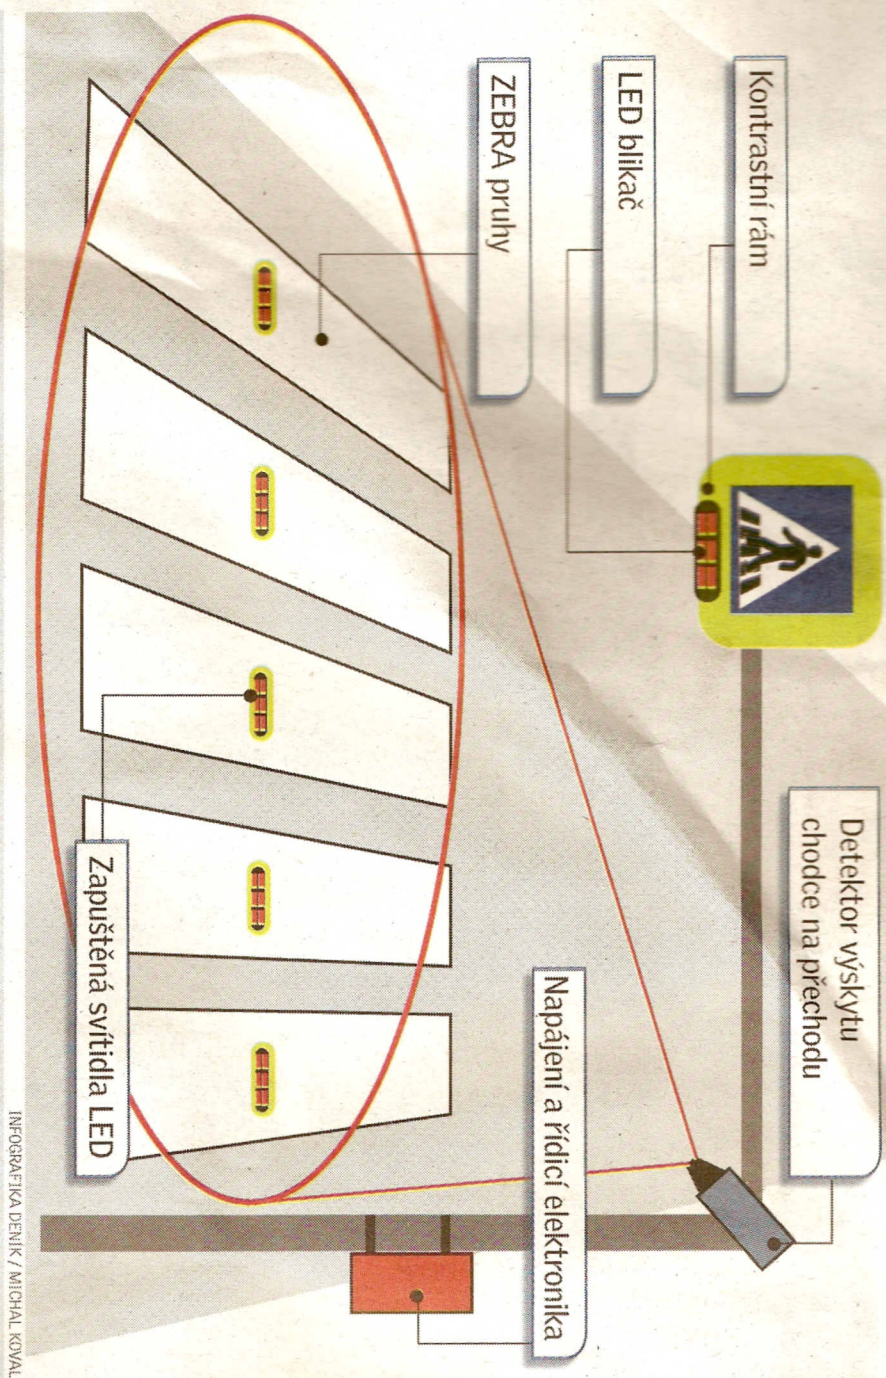 Kontrastní rám
LED blikač
ZEBRA pruhy
Detektor výskytu
chodce na přechodu
Napájení a řídicí elektronika
Zapuštěná svítidla LED
INFOGRAFIKA DENÍK / MICHAL KOVAL